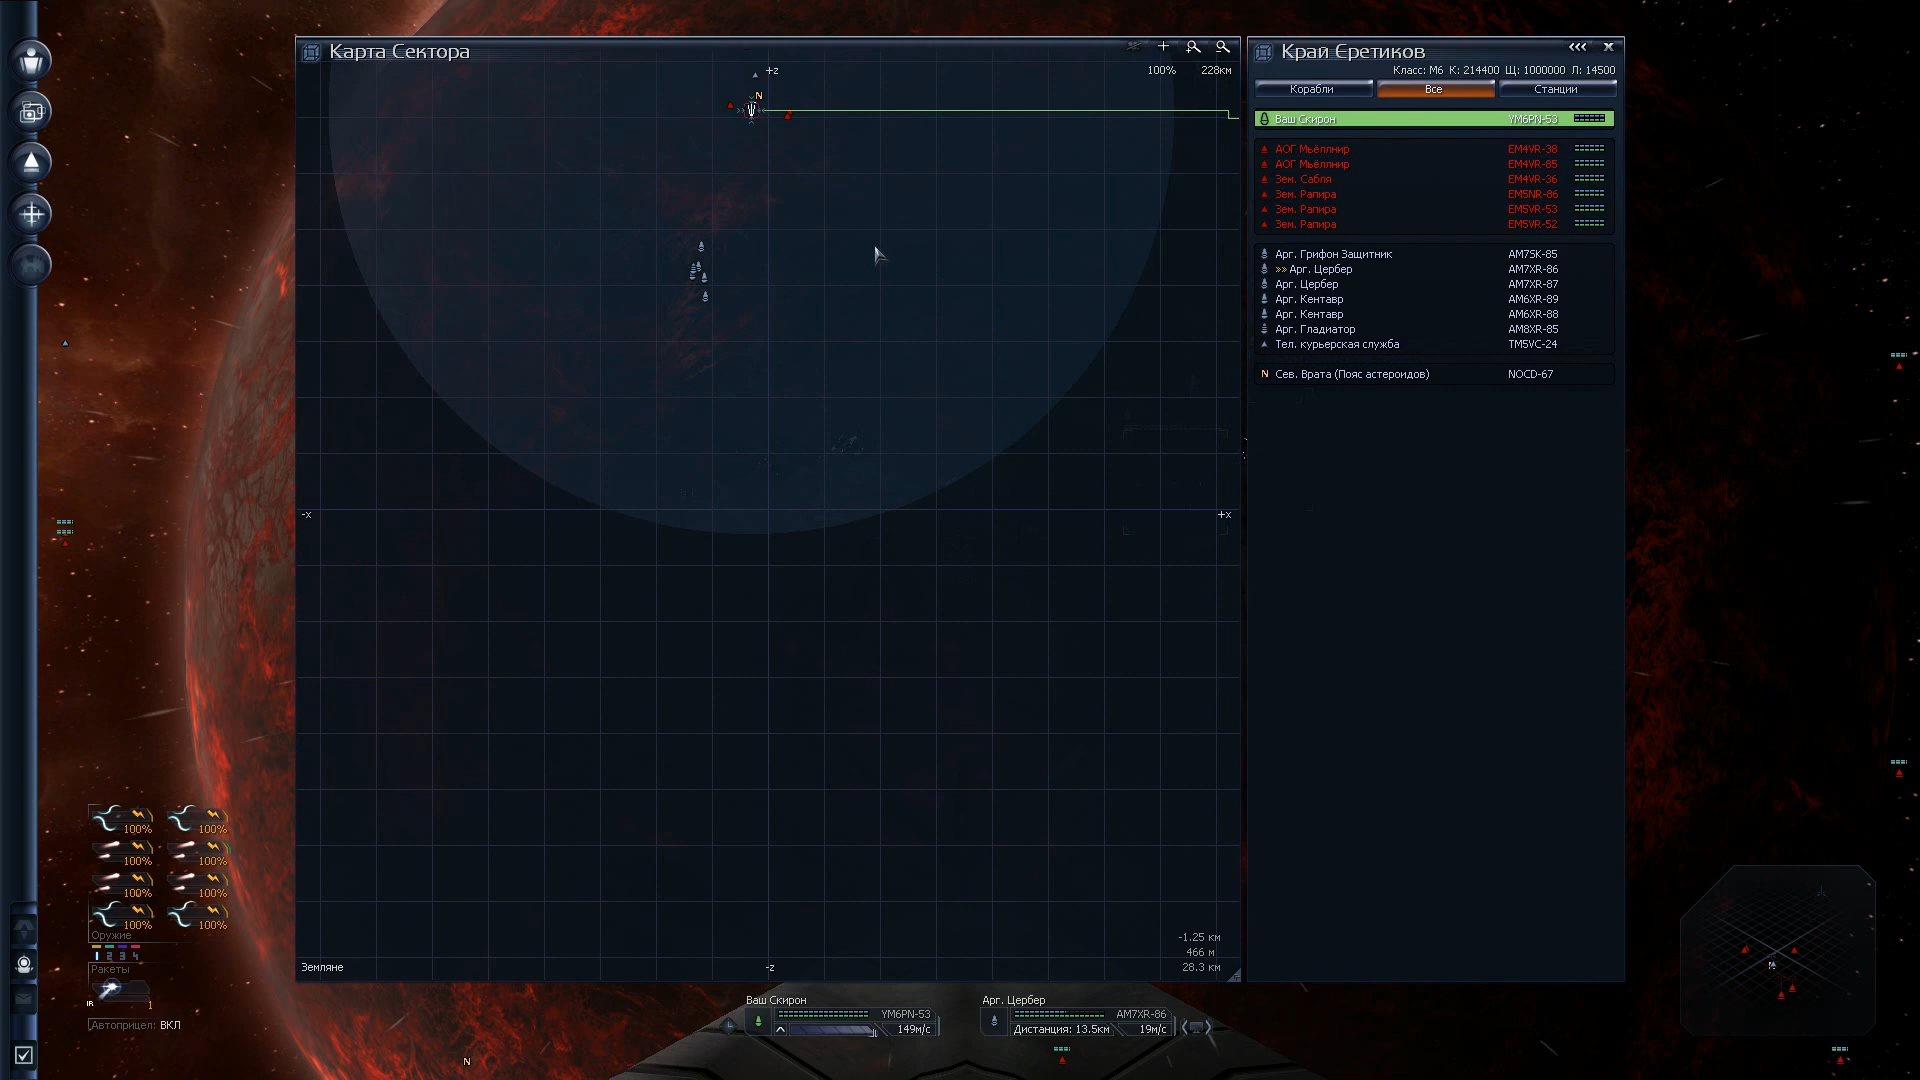 Карта Сектора
100% 228км
+z
N
-x
+x
-1.25 км
466 м
28.3 км
Земляне
-z
Край Еретиков
Класс: М6 К: 214400 Щ: 1000000 Л: 14500
Корабли Все Станции
Ваш Скирон YM6PN-53
АОГ Мьёллнир EM4VR-38
АОГ Мьёллнир EM4VR-85
Зем. Сабля EM4VR-36
Зем. Рапира EM5NR-86
Зем. Рапира EM5VR-53
Зем. Рапира EM5VR-52
Арг. Грифон Защитник AM7SK-85
>> Арг. Цербер AM7XR-86
Арг. Цербер AM7XR-87
Арг. Кентавр AM6XR-89
Арг. Кентавр AM6XR-88
Арг. Гладиатор AM8XR-85
Тел. курьерская служба TM5VC-24
N Сев. Врата (Пояс астероидов) NOCD-67
100% 100%
100% 100%
100% 100%
100% 100%
Оружие
1 2 3 4
Ракеты
IR 1
Автоприцел: ВКЛ
N
Ваш Скирон
YM6PN-53
149м/с
Арг. Цербер
AM7XR-86
Дистанция: 13.5км 19м/с